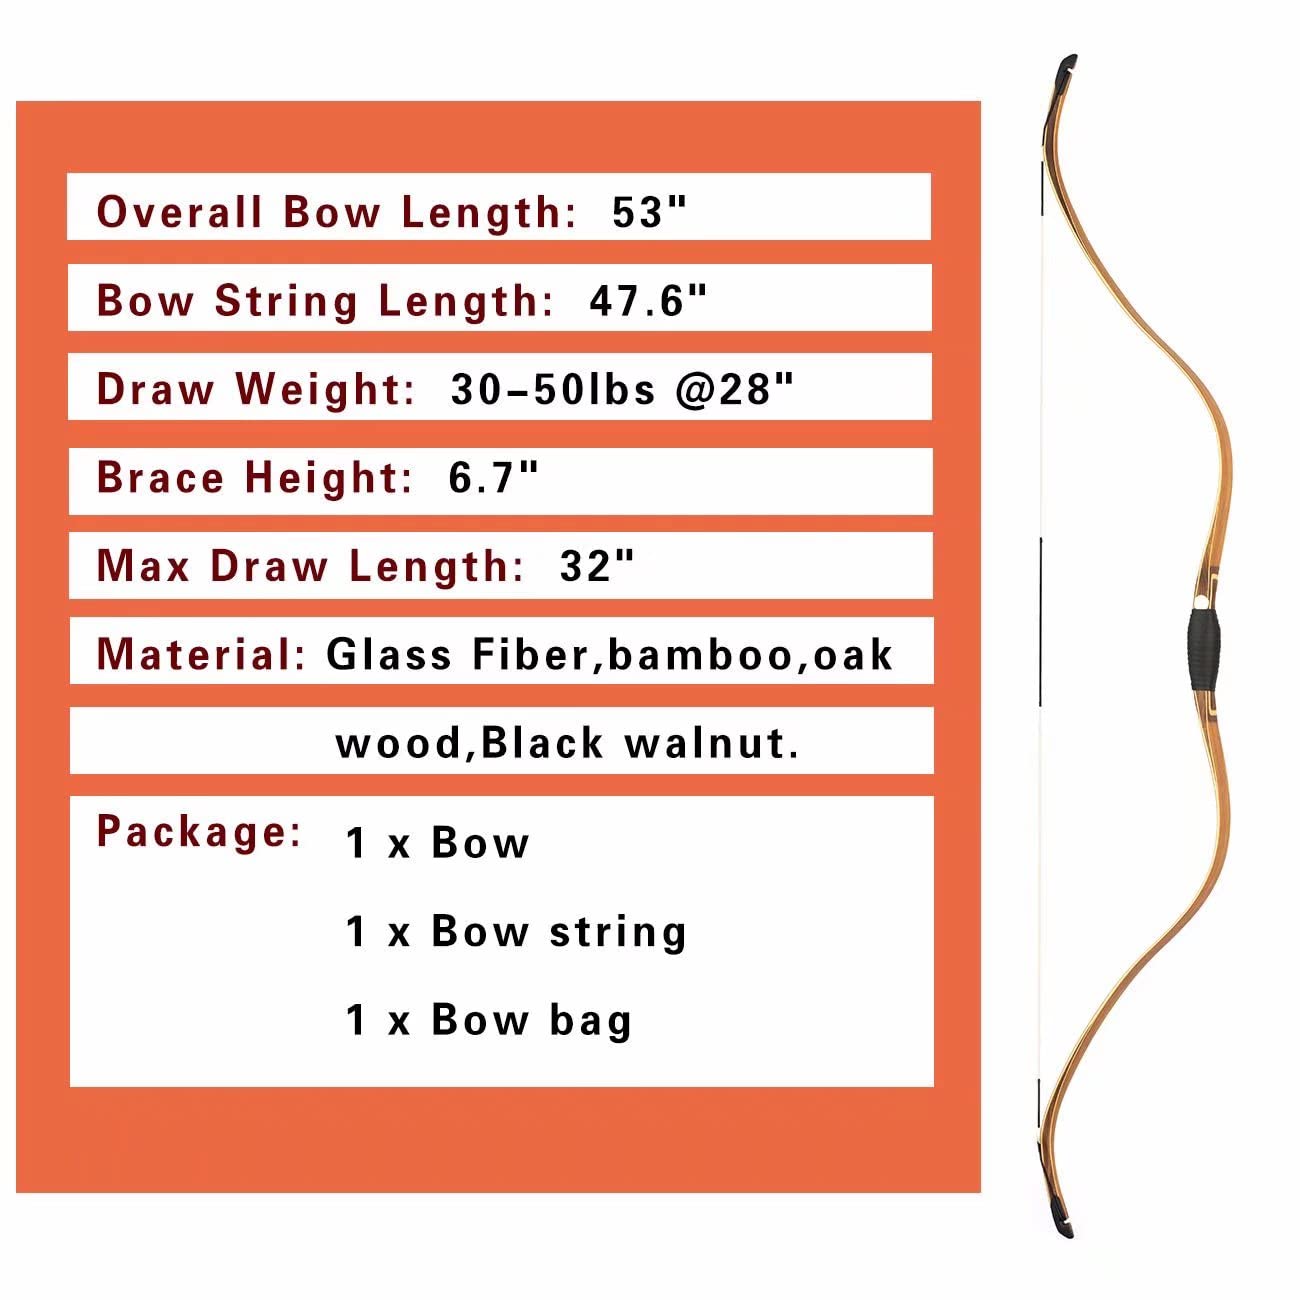 Overall Bow Length: 53"
Bow String Length: 47.6"
Draw Weight: 30–50lbs @28"
Brace Height: 6.7"
Max Draw Length: 32"
Material: Glass Fiber,bamboo,oak
wood,Black walnut.
Package: 1 x Bow
1 x Bow string
1 x Bow bag